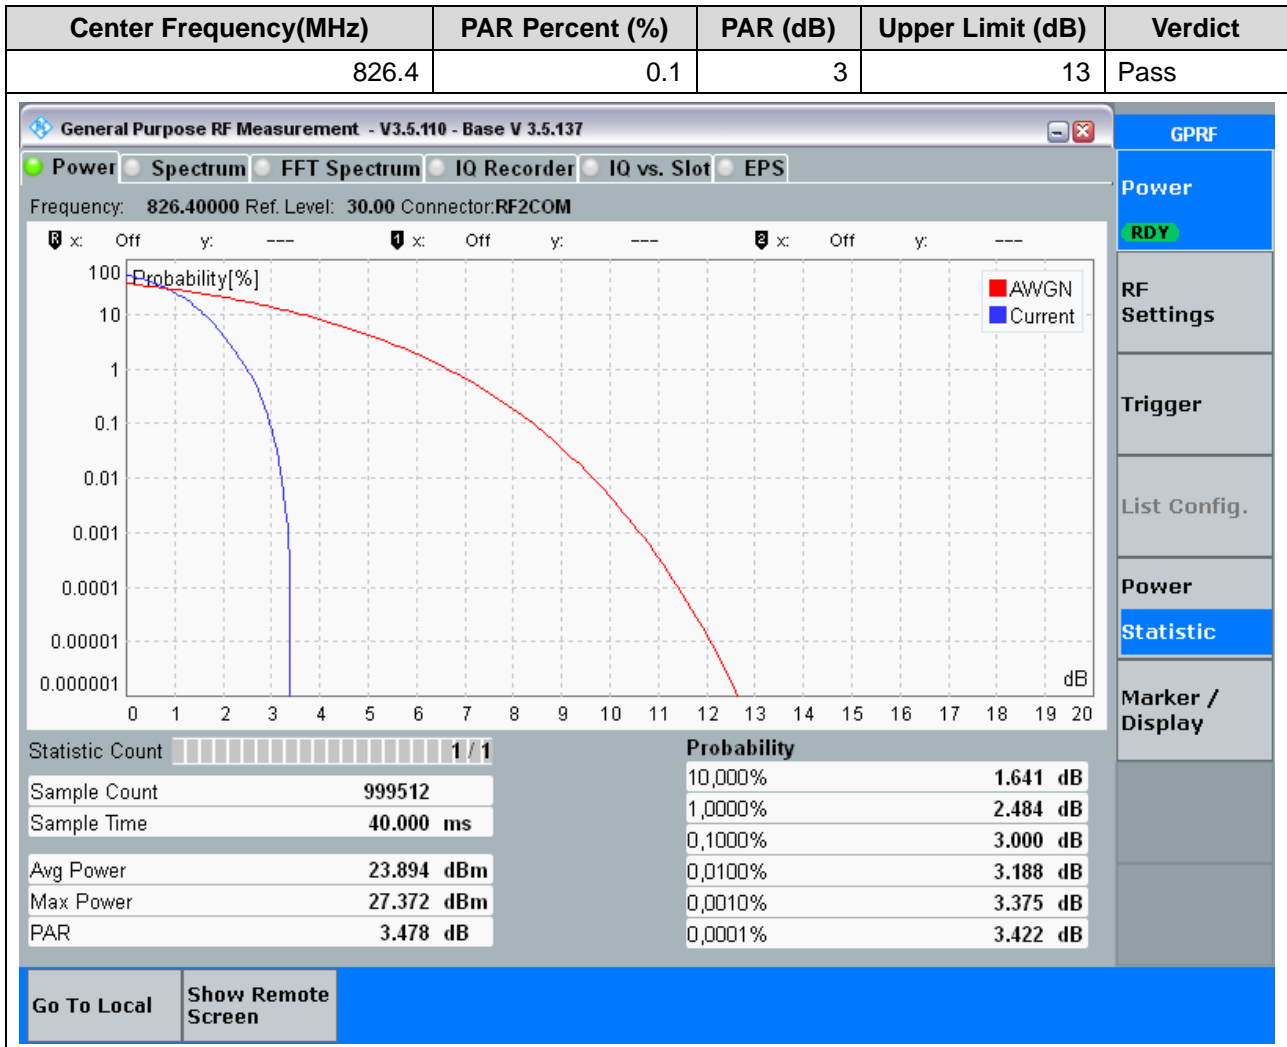 Center Frequency(MHz) PAR Percent (%) PAR (dB) Upper Limit (dB) Verdict
826.4 0.1 3 13 Pass
General Purpose RF Measurement - V3.5.110 - Base V 3.5.137
GPRF
Power Spectrum FFT Spectrum IQ Recorder IQ vs. Slot EPS
Power
RDY
Frequency: 826.40000 Ref. Level: 30.00 Connector:RF2COM
R x: Off y: --- 1 x: Off y: --- 2 x: Off y: ---
Probability[%]
AWGN
Current
100
10
1
0.1
0.01
0.001
0.0001
0.00001
0.000001
dB
0 1 2 3 4 5 6 7 8 9 10 11 12 13 14 15 16 17 18 19 20
RF
Settings
Trigger
List Config.
Power
Statistic
Marker /
Display
Statistic Count 1 / 1
Sample Count 999512
Sample Time 40.000 ms
Avg Power 23.894 dBm
Max Power 27.372 dBm
PAR 3.478 dB
Probability
10,000% 1.641 dB
1,0000% 2.484 dB
0,1000% 3.000 dB
0,0100% 3.188 dB
0,0010% 3.375 dB
0,0001% 3.422 dB
Go To Local
Show Remote
Screen